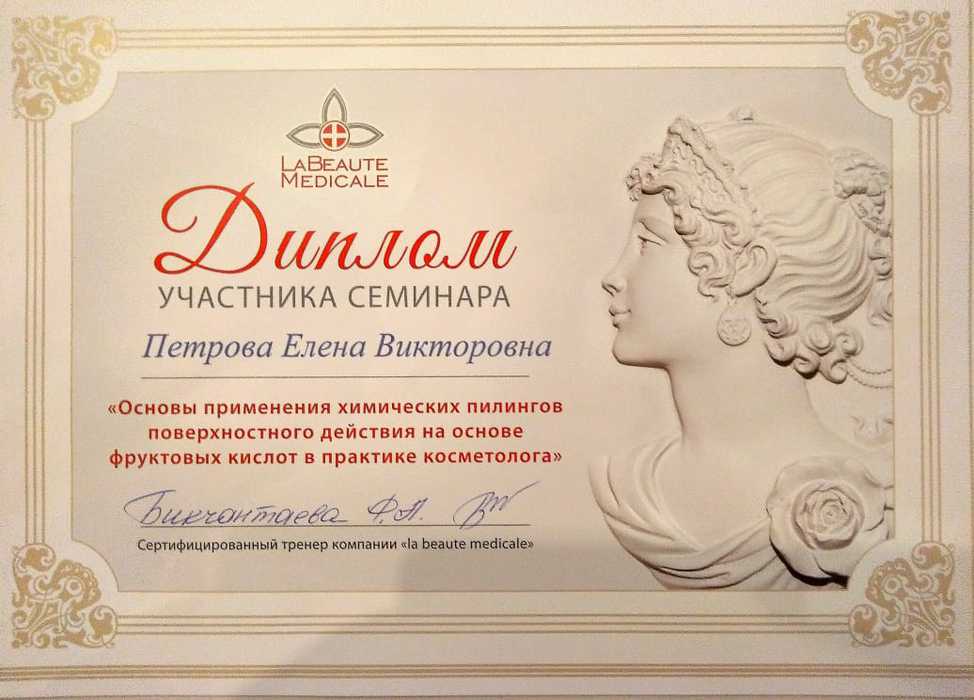 LABEAUTE
MEDICALE
Диплом
УЧАСТНИКА СЕМИНАРА
Петрова Елена Викторовна
«Основы применения химических пилингов
поверхностного действия на основе
фруктовых кислот в практике косметолога»
Бикчантаева Ф.А.
Сертифицированный тренер компании «la beaute medicale»